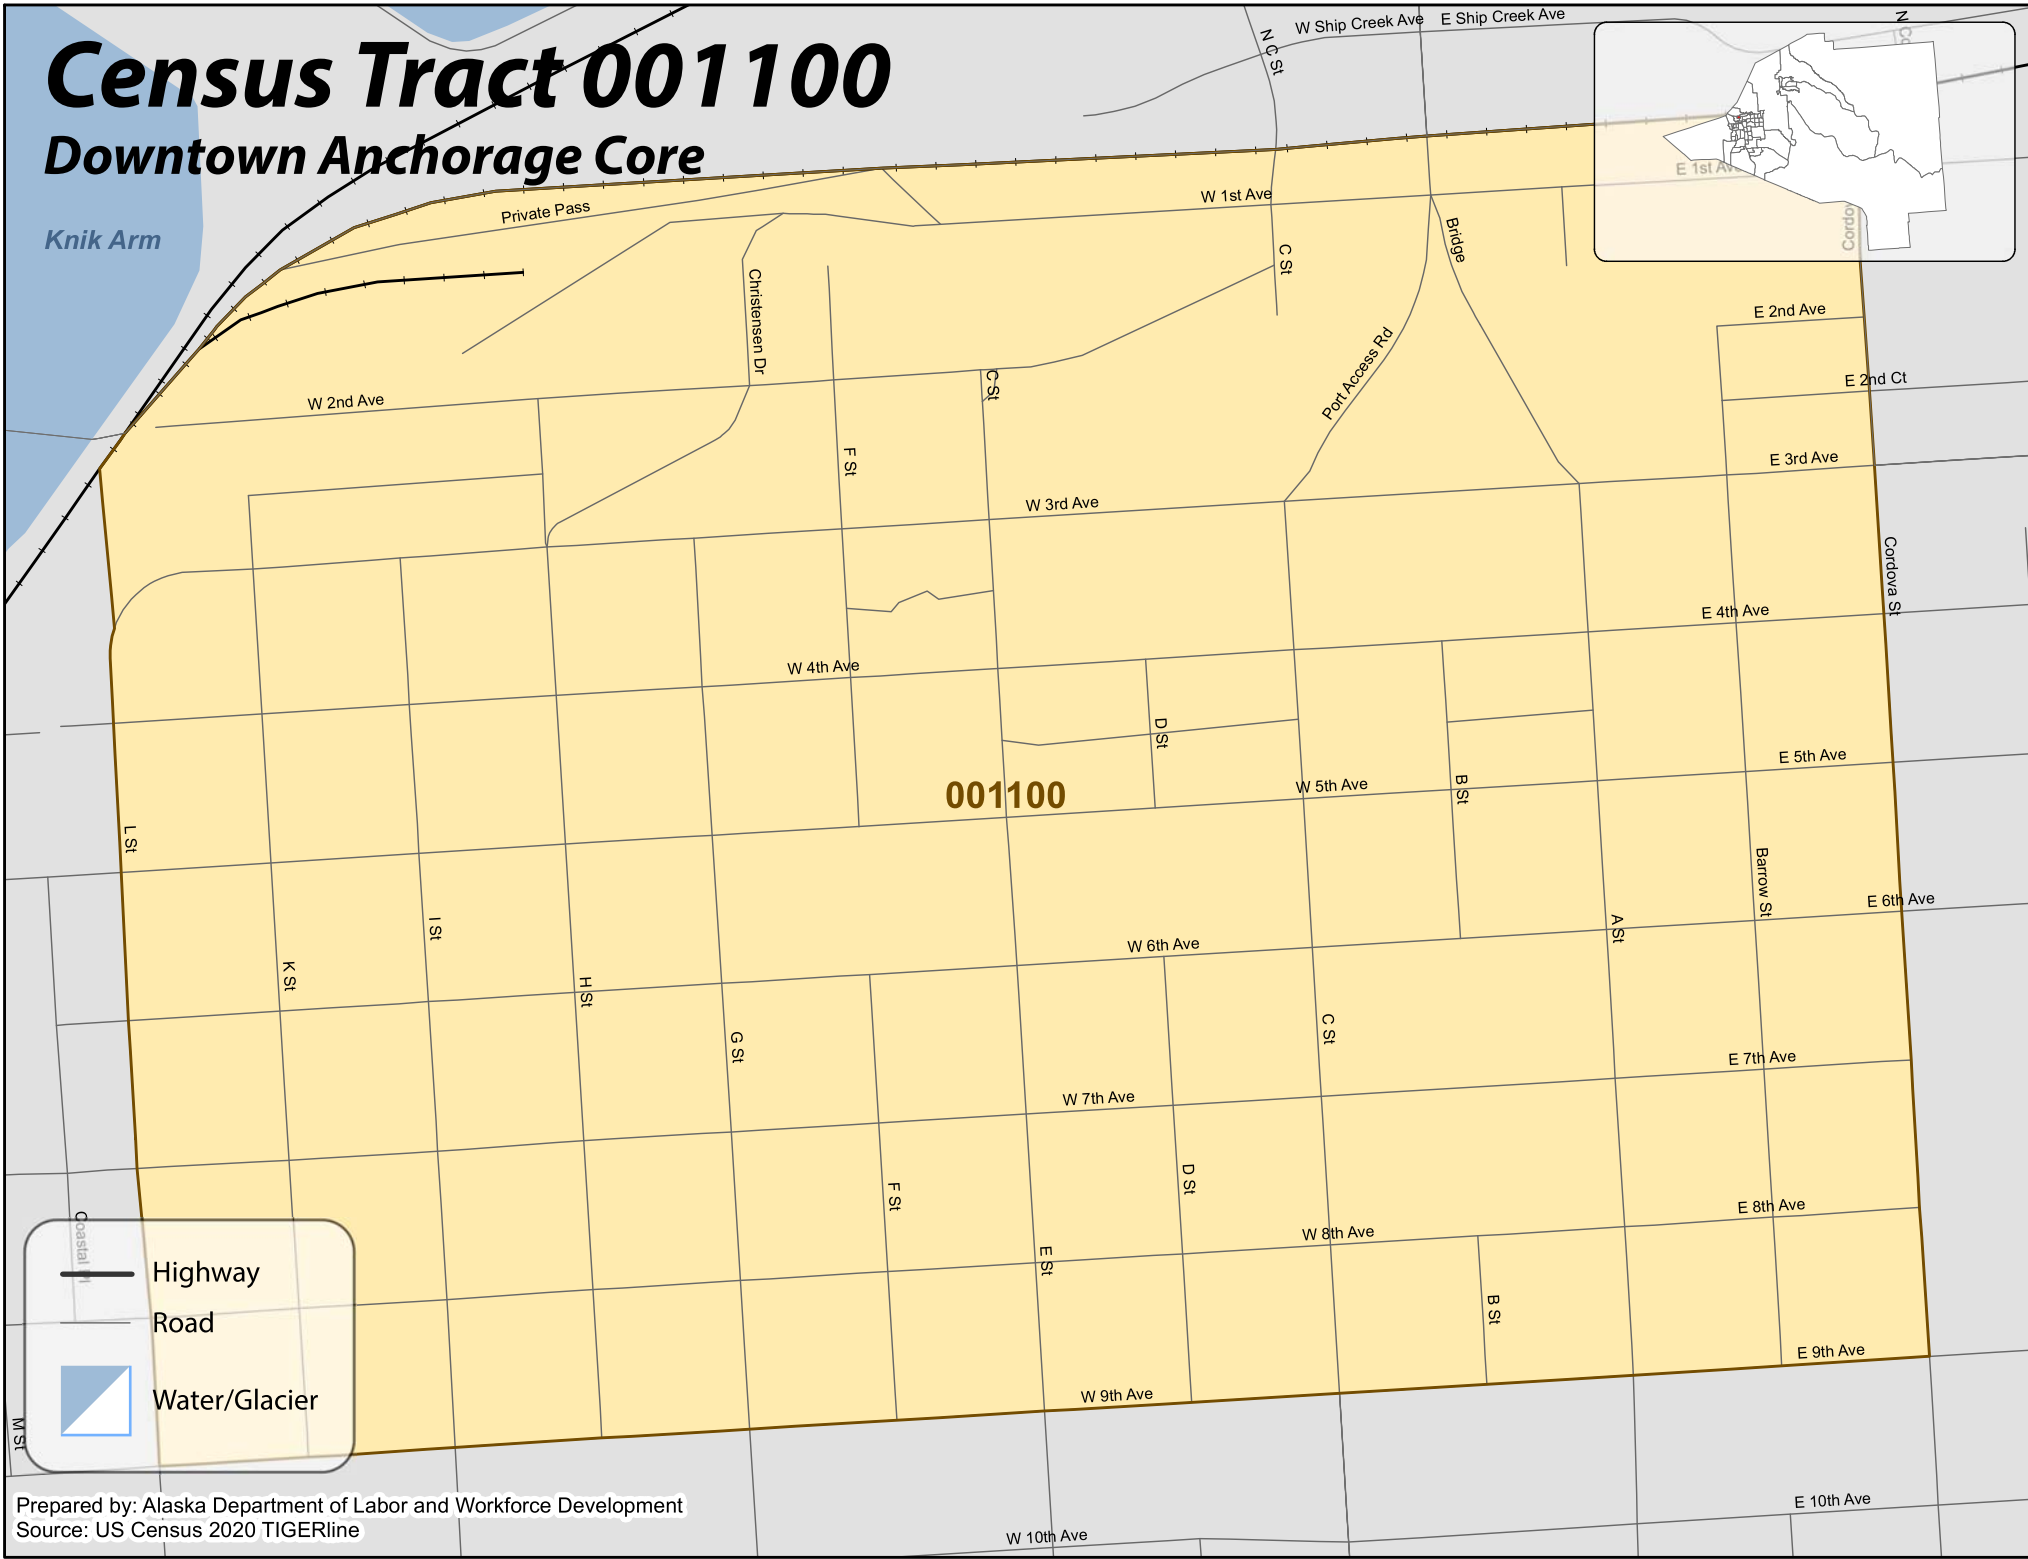 Census Tract 001100
Downtown Anchorage Core
Knik Arm
W Ship Creek Ave
E Ship Creek Ave
N C St
Private Pass
W 1st Ave
E 1st Ave
Bridge
C St
Christensen Dr
E 2nd Ave
E 2nd Ct
Port Access Rd
W 2nd Ave
C St
F St
E 3rd Ave
W 3rd Ave
Cordova St
E 4th Ave
W 4th Ave
D St
E 5th Ave
W 5th Ave
B St
001100
L St
Barrow St
E 6th Ave
I St
A St
W 6th Ave
K St
H St
G St
C St
E 7th Ave
W 7th Ave
D St
F St
E 8th Ave
W 8th Ave
E St
B St
E 9th Ave
W 9th Ave
Coastal Pl
Highway
Road
Water/Glacier
M St
Prepared by: Alaska Department of Labor and Workforce Development
Source: US Census 2020 TIGERline
E 10th Ave
W 10th Ave